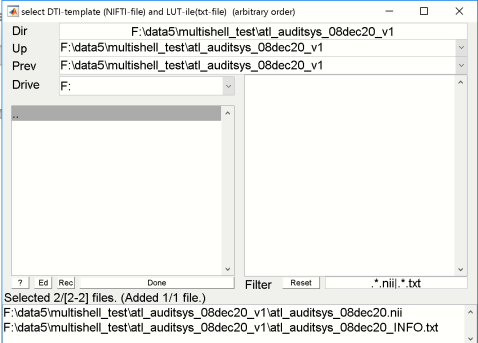 select DTI-template (NIFTI-file) and LUT-ile(txt-file)  (arbitrary order)
Dir F:\data5\multishell_test\atl_auditsys_08dec20_v1
Up F:\data5\multishell_test\atl_auditsys_08dec20_v1
Prev F:\data5\multishell_test\atl_auditsys_08dec20_v1
Drive F:
..
? Ed Rec Done Filter Reset .*.nii|.*.txt
Selected 2/[2-2] files. (Added 1/1 file.)
F:\data5\multishell_test\atl_auditsys_08dec20_v1\atl_auditsys_08dec20.nii
F:\data5\multishell_test\atl_auditsys_08dec20_v1\atl_auditsys_08dec20_INFO.txt